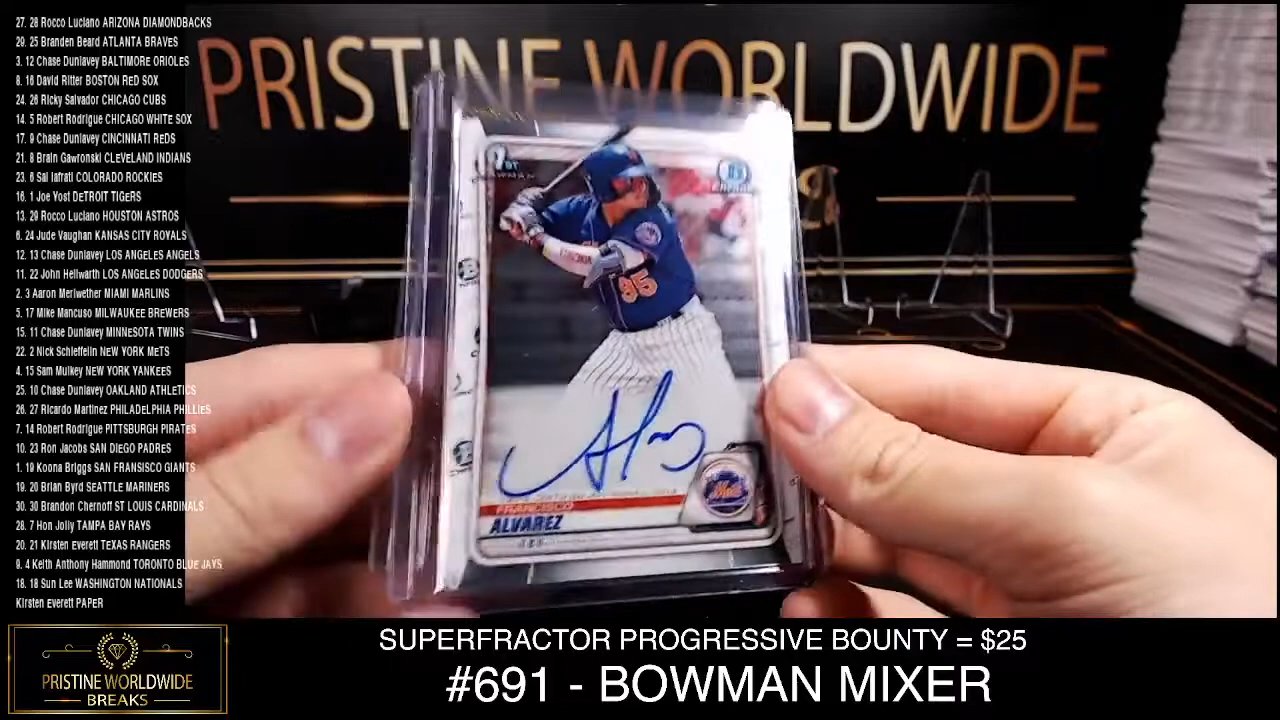 27. 28 Rocco Luciano ARIZONA DIAMONDBACKS
29. 25 Branden Beard ATLANTA BRAVES
3. 12 Chase Dunlavey BALTIMORE ORIOLES
8. 16 David Ritter BOSTON RED SOX
24. 26 Ricky Salvador CHICAGO CUBS
14. 5 Robert Rodrigue CHICAGO WHITE SOX
17. 9 Chase Dunlavey CINCINNATI REDS
21. 8 Brain Gawronski CLEVELAND INDIANS
23. 6 Sal Iafrati COLORADO ROCKIES
16. 1 Joe Yost DETROIT TIGERS
13. 29 Rocco Luciano HOUSTON ASTROS
6. 24 Jude Vaughan KANSAS CITY ROYALS
12. 13 Chase Dunlavey LOS ANGELES ANGELS
11. 22 John Hellwarth LOS ANGELES DODGERS
2. 3 Aaron Meriwether MIAMI MARLINS
5. 17 Mike Mancuso MILWAUKEE BREWERS
15. 11 Chase Dunlavey MINNESOTA TWINS
22. 2 Nick Schieffelin NEW YORK METS
4. 15 Sam Mulkey NEW YORK YANKEES
25. 10 Chase Dunlavey OAKLAND ATHLETICS
26. 27 Ricardo Martinez PHILADELPHIA PHILLIES
7. 14 Robert Rodrigue PITTSBURGH PIRATES
10. 23 Ron Jacobs SAN DIEGO PADRES
1. 19 Koona Briggs SAN FRANSISCO GIANTS
19. 20 Brian Byrd SEATTLE MARINERS
30. 30 Brandon Chernoff ST LOUIS CARDINALS
28. 7 Hon Jolly TAMPA BAY RAYS
20. 21 Kirsten Everett TEXAS RANGERS
9. 4 Keith Anthony Hammond TORONTO BLUE JAYS
18. 18 Sun Lee WASHINGTON NATIONALS
Kirsten Everett PAPER
PRISTINE WORLDWIDE
1ST
95
Mets
FRANCISCO
ALVAREZ
PRISTINE WORLDWIDE
BREAKS
SUPERFRACTOR PROGRESSIVE BOUNTY = $25
#691 - BOWMAN MIXER